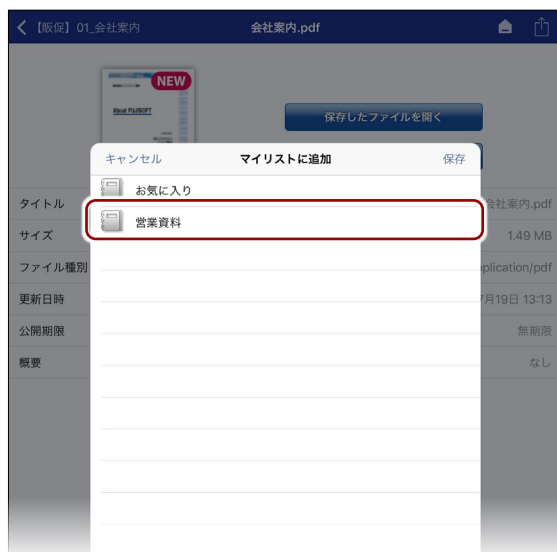 【販促】01_会社案内
会社案内.pdf
NEW
About FUJISOFT
保存したファイルを開く
キャンセル
マイリストに追加
保存
お気に入り
営業資料
タイトル
会社案内.pdf
サイズ
1.49 MB
ファイル種別
pplication/pdf
更新日時
7月19日 13:13
公開期限
無期限
概要
なし